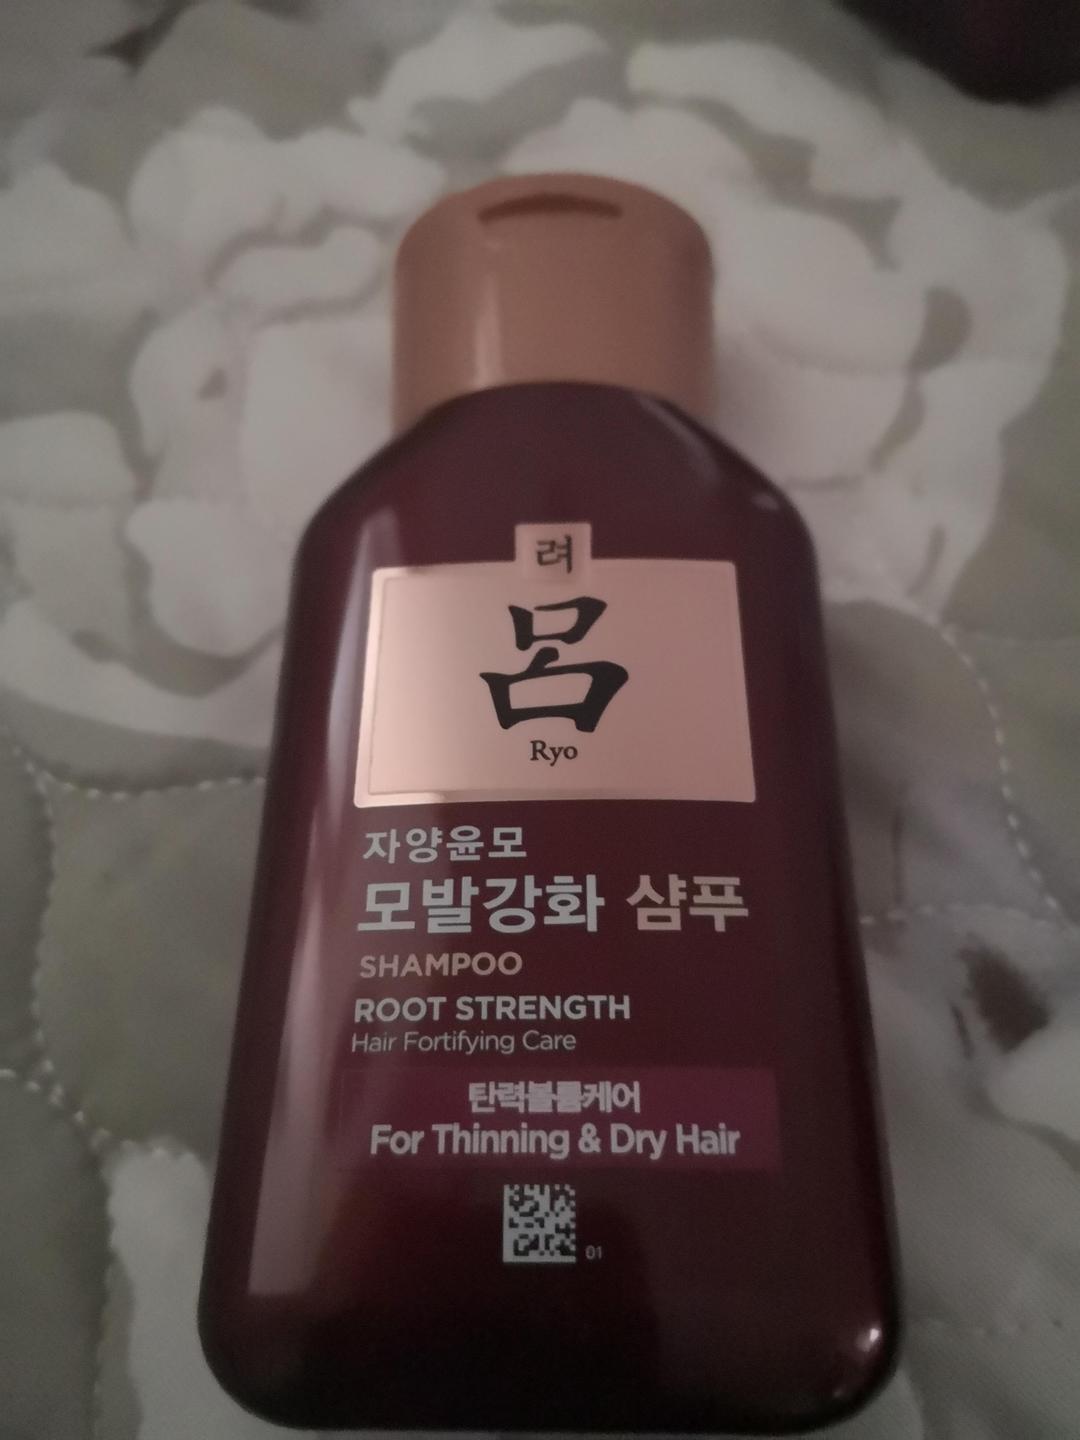 려
呂
Ryo
자양윤모
모발강화 샴푸
SHAMPOO
ROOT STRENGTH
Hair Fortifying Care
탄력볼륨케어
For Thinning & Dry Hair
01